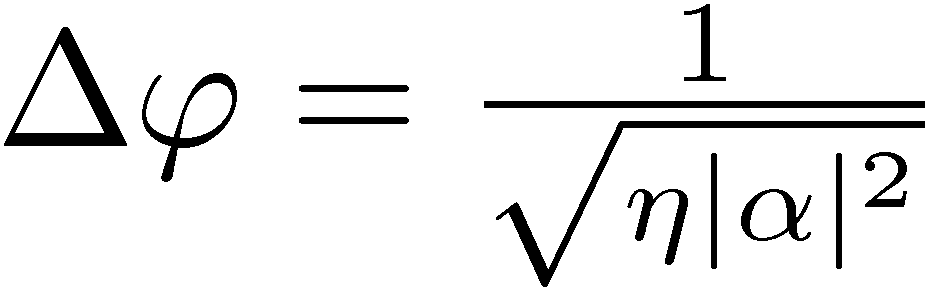 Δφ = 1 / √(η|α|²)